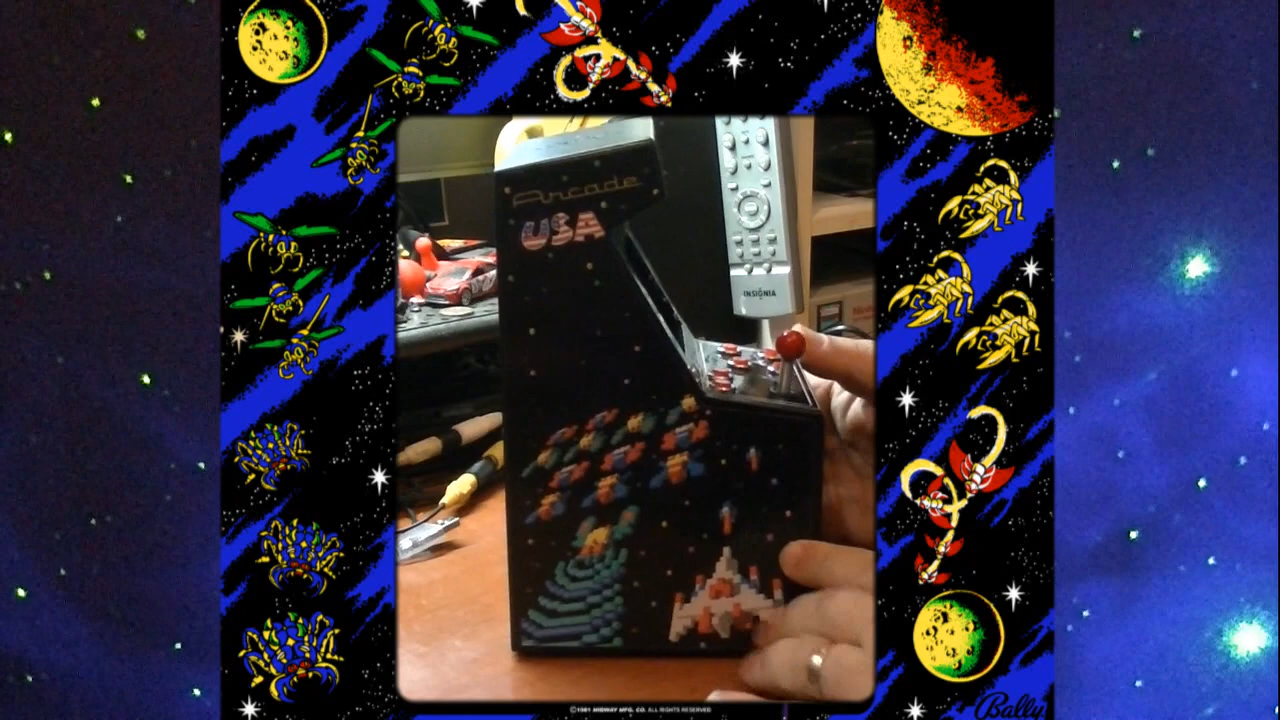 Arcade
USA
INSIGNIA
©1981 MIDWAY MFG. CO. ALL RIGHTS RESERVED
Bally